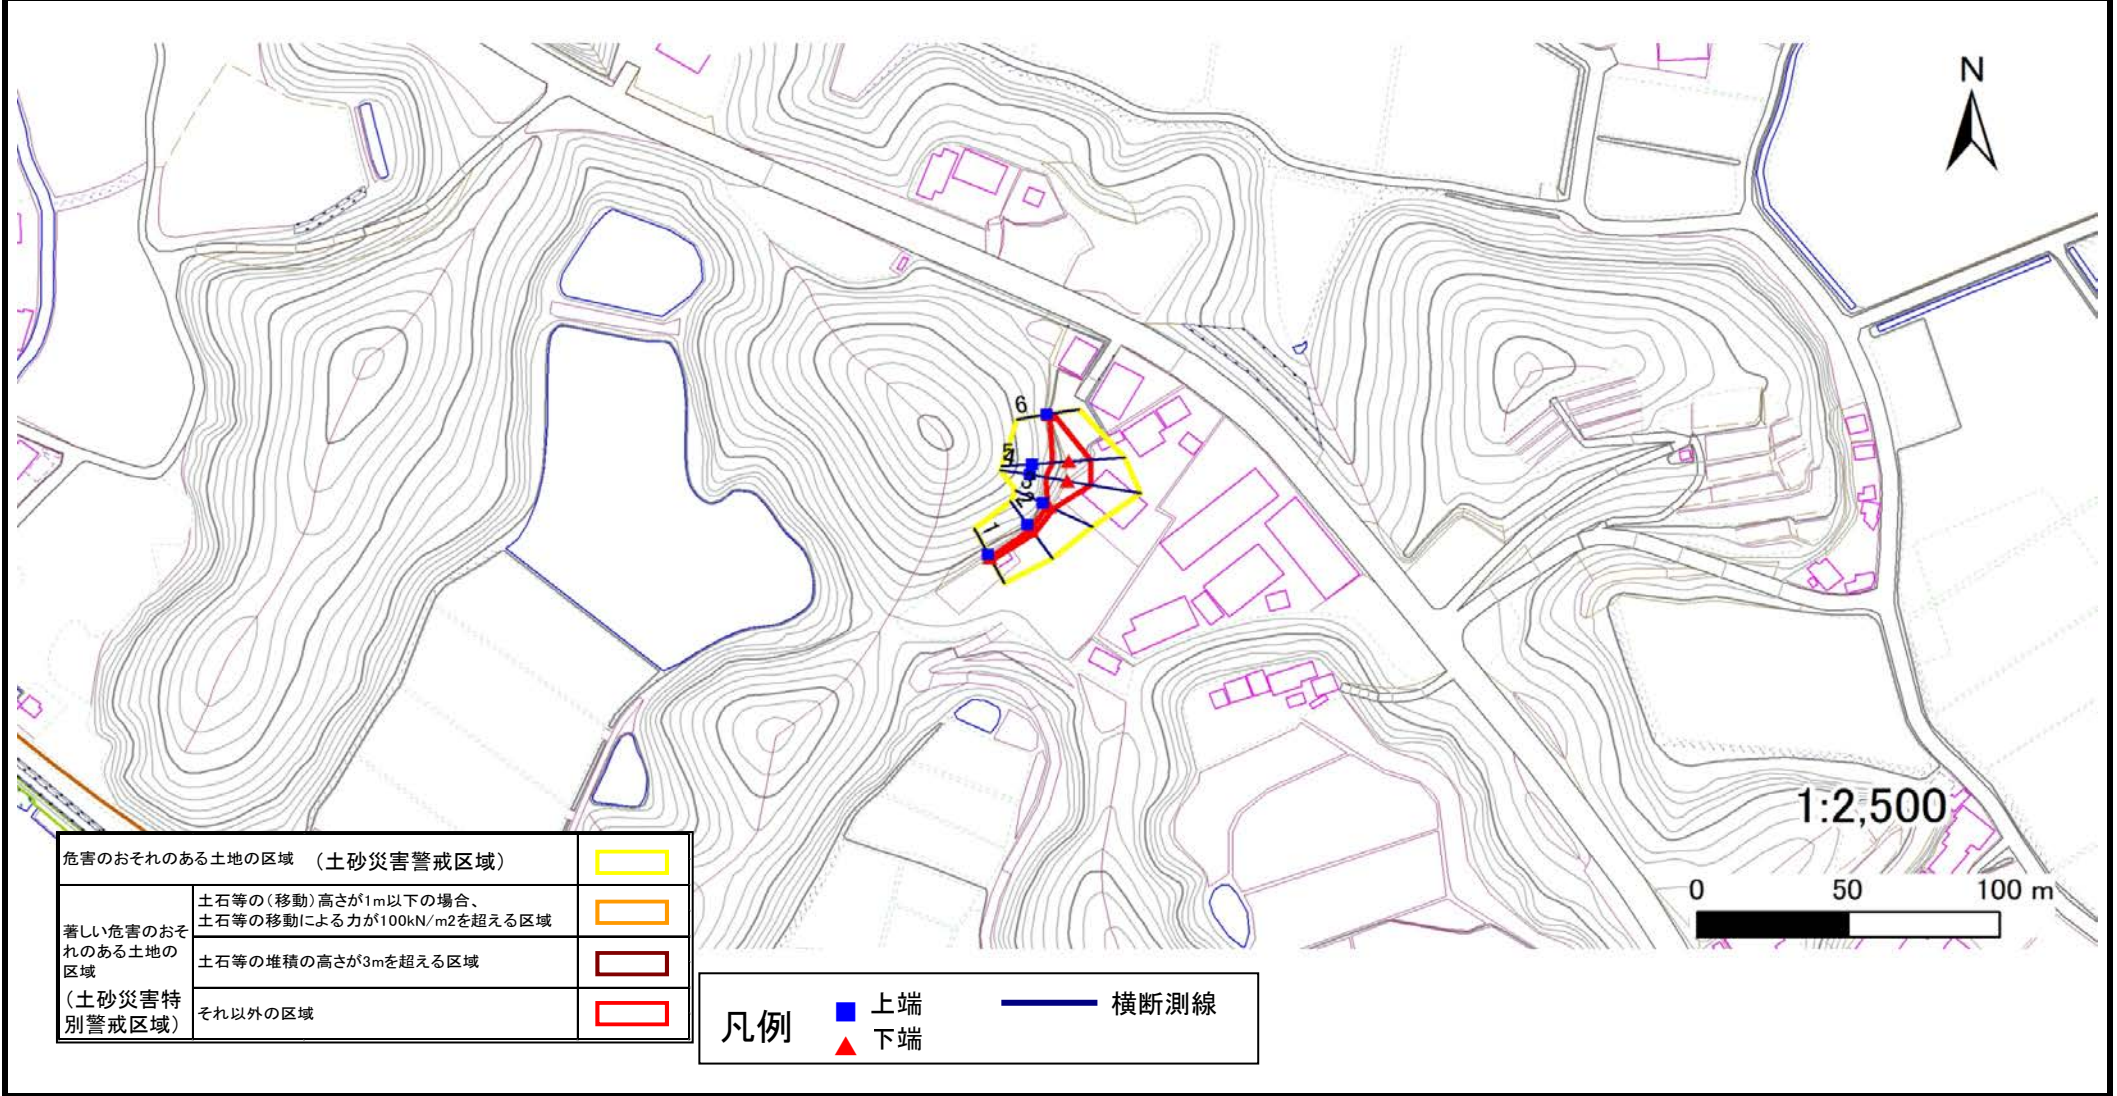 N
6
5
4
3
2
1
1:2,500
0 50 100 m
危害のおそれのある土地の区域 (土砂災害警戒区域)
著しい危害のおそ
れのある土地の
区域
(土砂災害特
別警戒区域)
土石等の(移動)高さが1m以下の場合、
土石等の移動による力が100kN/m2を超える区域
土石等の堆積の高さが3mを超える区域
それ以外の区域
凡例
上端
下端
横断測線